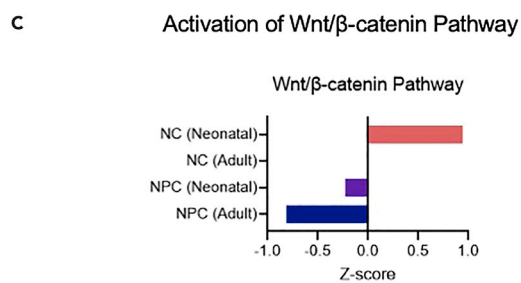 C
Activation of Wnt/β-catenin Pathway
Wnt/β-catenin Pathway
NC (Neonatal)
NC (Adult)
NPC (Neonatal)
NPC (Adult)
-1.0 -0.5 0.0 0.5 1.0
Z-score